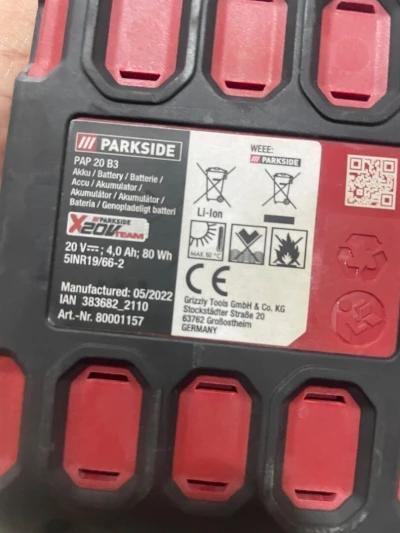 /// PARKSIDE
PAP 20 B3
Akku / Battery / Batterie /
Accu / Akumulator /
Akumulátor / Akumulátor /
Bateria / Genopladeligt batteri
/// PARKSIDE
X20V TEAM
20 V⎓; 4,0 Ah; 80 Wh
5INR19/66-2
Manufactured: 05/2022
IAN 383682_2110
Art.-Nr. 80001157
WEEE:
/// PARKSIDE
Li-Ion
MAX. 50 °C
CE
Grizzly Tools GmbH & Co. KG
Stockstädter Straße 20
63762 Großostheim
GERMANY